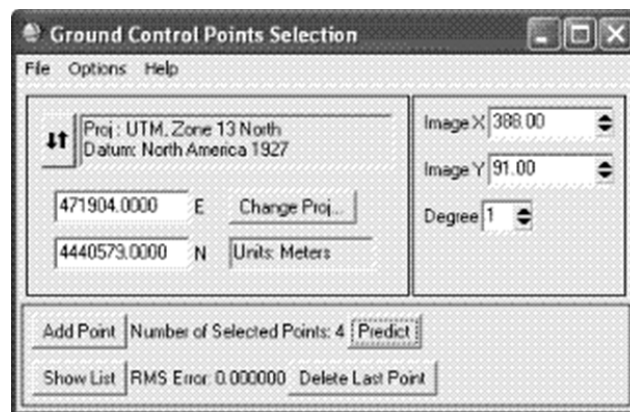 Ground Control Points Selection
File Options Help
Proj : UTM, Zone 13 North
Datum: North America 1927
471904.0000 E Change Proj...
4440579.0000 N Units: Meters
Image X 388.00
Image Y 91.00
Degree 1
Add Point Number of Selected Points: 4 Predict
Show List RMS Error: 0.000000 Delete Last Point